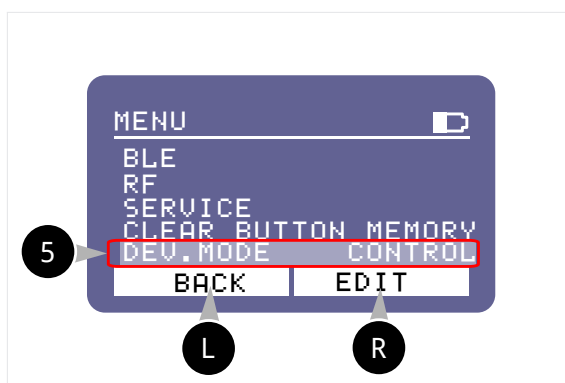 MENU
BLE
RF
SERVICE
CLEAR BUTTON MEMORY
DEV.MODE CONTROL
BACK EDIT
5
L R